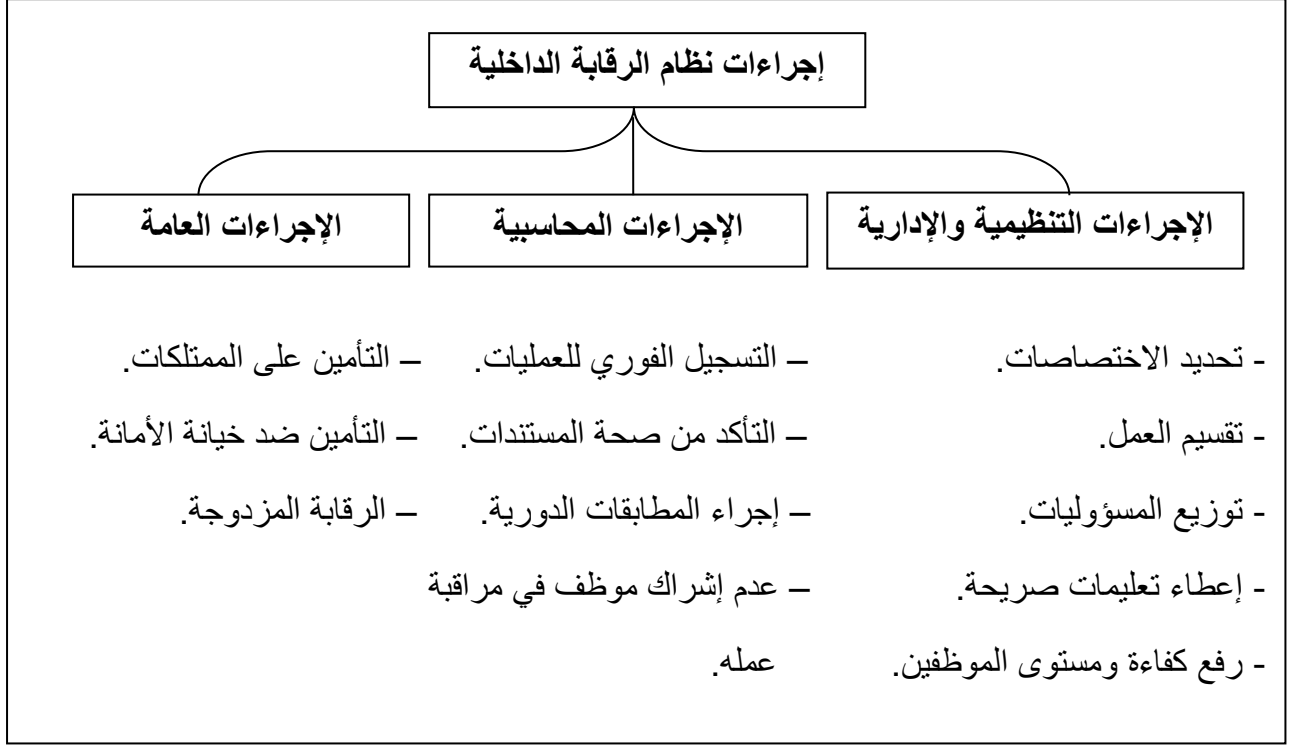 إجراءات نظام الرقابة الداخلية
الإجراءات التنظيمية والإدارية
الإجراءات المحاسبية
الإجراءات العامة
- تحديد الاختصاصات.
– التسجيل الفوري للعمليات.
– التأمين على الممتلكات.
- تقسيم العمل.
– التأكد من صحة المستندات.
– التأمين ضد خيانة الأمانة.
- توزيع المسؤوليات.
– إجراء المطابقات الدورية.
– الرقابة المزدوجة.
- إعطاء تعليمات صريحة.
– عدم إشراك موظف في مراقبة
- رفع كفاءة ومستوى الموظفين.
عمله.